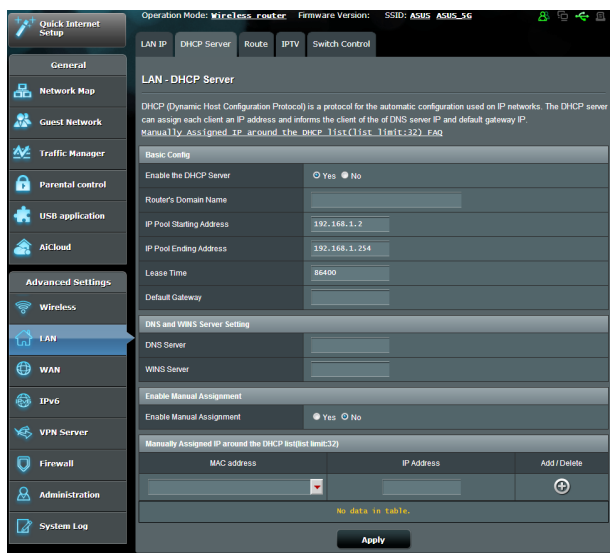 Quick Internet
Setup
Operation Mode: Wireless router Firmware Version: SSID: ASUS ASUS_5G
LAN IP DHCP Server Route IPTV Switch Control
General
Network Map
Guest Network
Traffic Manager
Parental control
USB application
AiCloud
Advanced Settings
Wireless
LAN
WAN
IPv6
VPN Server
Firewall
Administration
System Log
LAN - DHCP Server
DHCP (Dynamic Host Configuration Protocol) is a protocol for the automatic configuration used on IP networks. The DHCP server
can assign each client an IP address and informs the client of the of DNS server IP and default gateway IP.
Manually Assigned IP around the DHCP list(list limit:32) FAQ
Basic Config
Enable the DHCP Server Yes No
Router's Domain Name
IP Pool Starting Address 192.168.1.2
IP Pool Ending Address 192.168.1.254
Lease Time 86400
Default Gateway
DNS and WINS Server Setting
DNS Server
WINS Server
Enable Manual Assignment
Enable Manual Assignment Yes No
Manually Assigned IP around the DHCP list(list limit:32)
MAC address IP Address Add / Delete
No data in table.
Apply